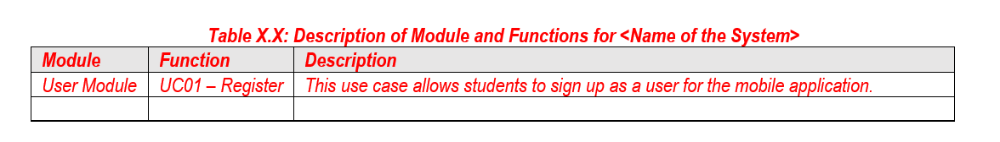 Table X.X: Description of Module and Functions for <Name of the System>
Module Function Description
User Module UC01 – Register This use case allows students to sign up as a user for the mobile application.